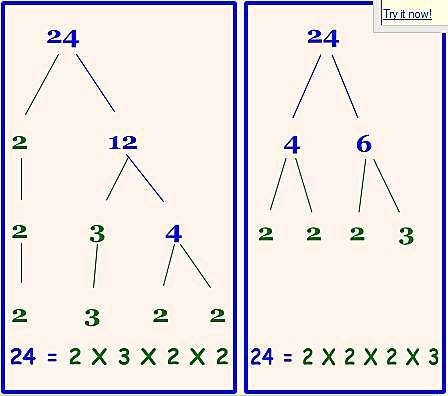 24
2 12
2 3 4
2 3 2 2
24 = 2 X 3 X 2 X 2
Try it now!
24
4 6
2 2 2 3
24 = 2 X 2 X 2 X 3